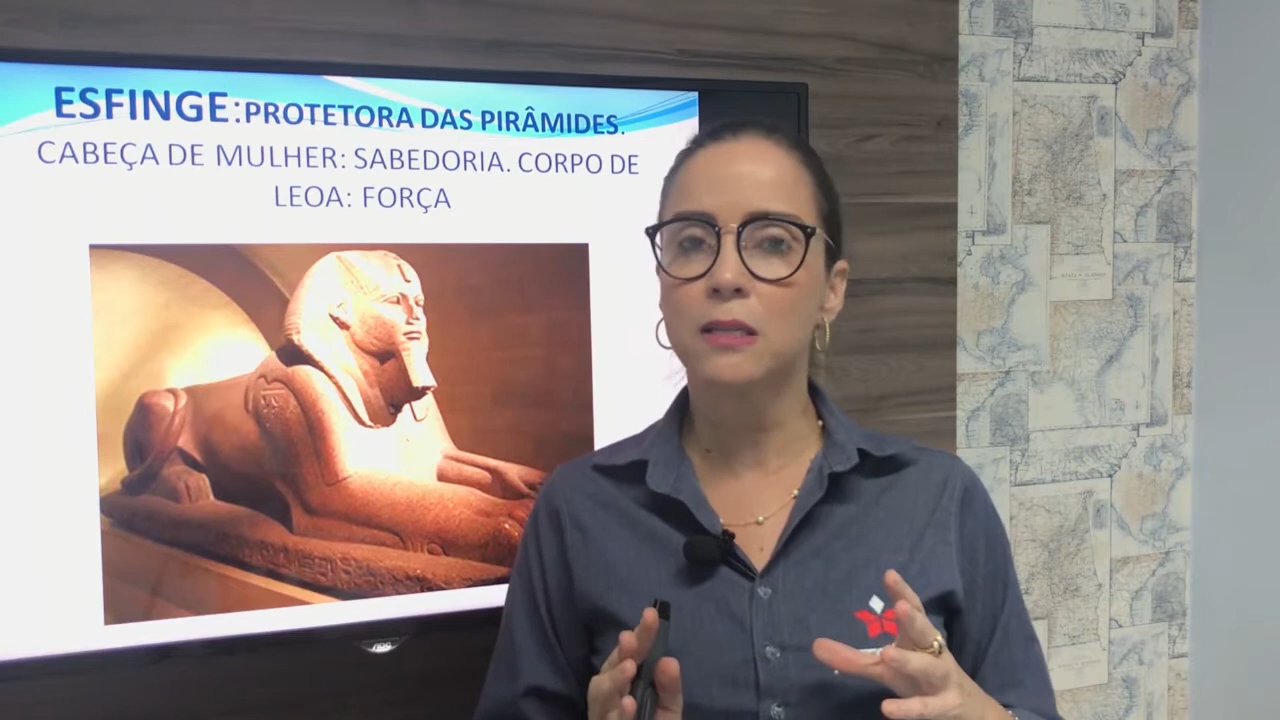 ESFINGE:PROTETORA DAS PIRÂMIDES.
CABEÇA DE MULHER: SABEDORIA. CORPO DE
LEOA: FORÇA